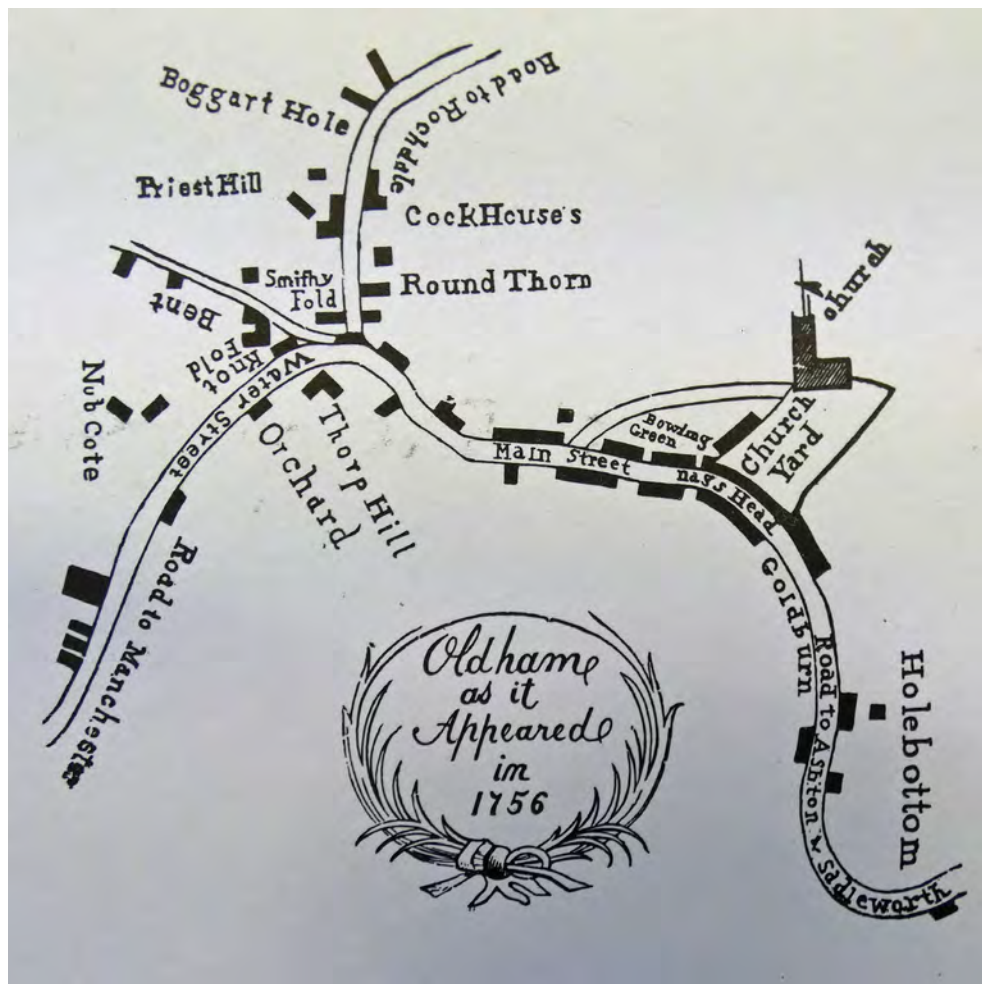 Boggart Hole
Road to Rochdale
Priest Hill
CockHouse's
Smithy
Fold
Round Thorn
Bent
Knot
Fold
Nub Cote
Water Street
Thorp Hill
Orchard
Road to Manchester
Church
Bowling
Green
Church
Yard
Main Street
nags Head
Goldburn
Road to Ashton w Sadleworth
Holebottom
Oldham
as it
Appeared
in
1756